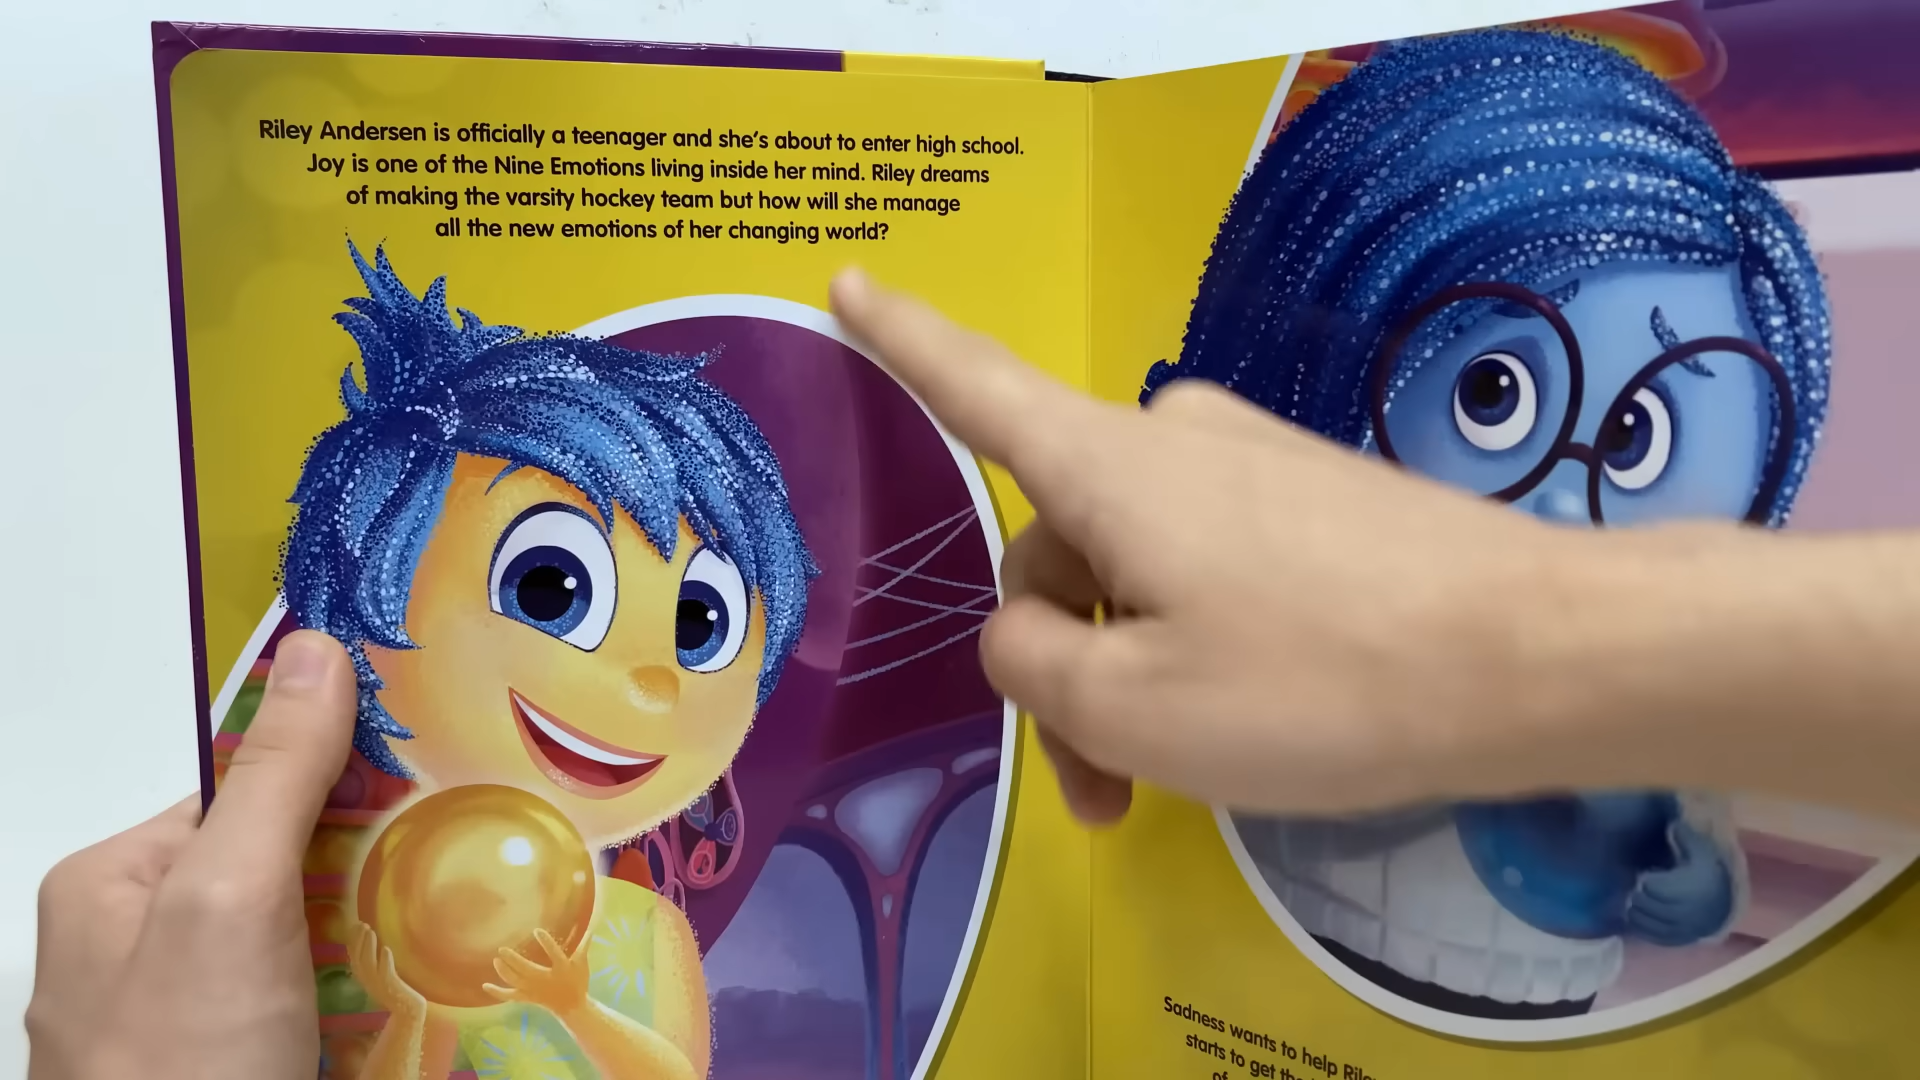 Riley Andersen is officially a teenager and she's about to enter high school.
Joy is one of the Nine Emotions living inside her mind. Riley dreams
of making the varsity hockey team but how will she manage
all the new emotions of her changing world?
Sadness wants to help
starts to get
of